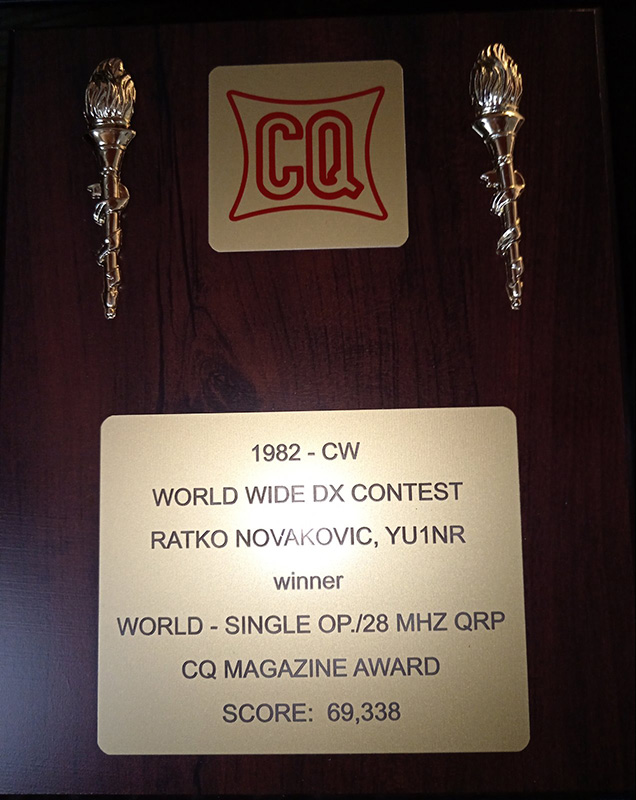 CQ
1982 - CW
WORLD WIDE DX CONTEST
RATKO NOVAKOVIC, YU1NR
winner
WORLD - SINGLE OP./28 MHZ QRP
CQ MAGAZINE AWARD
SCORE: 69,338